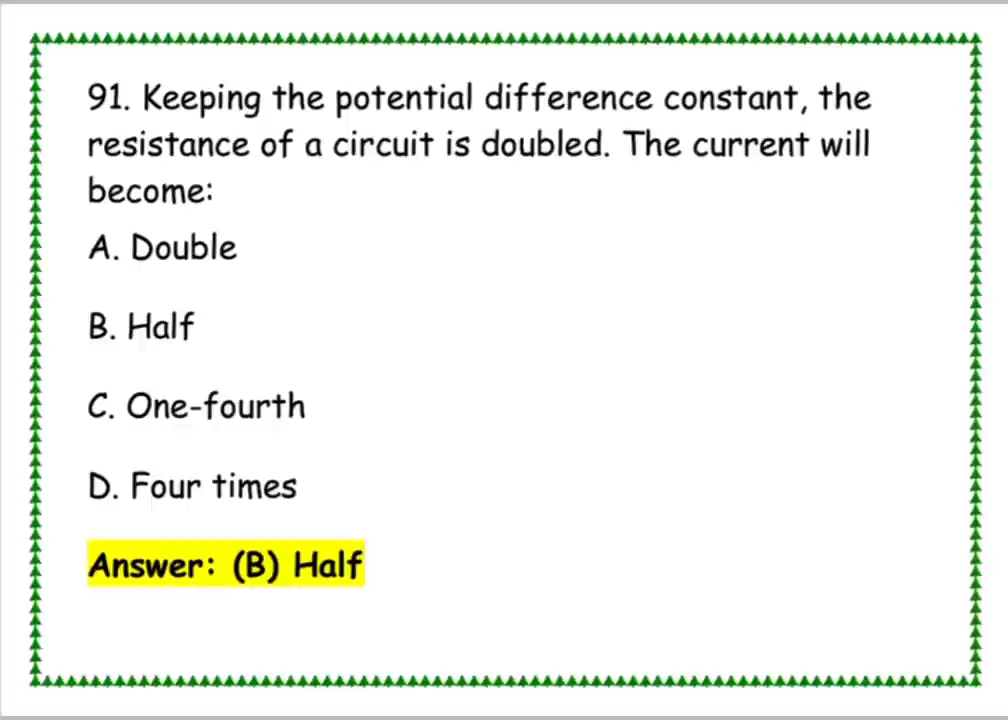 91. Keeping the potential difference constant, the
resistance of a circuit is doubled. The current will
become:
A. Double
B. Half
C. One-fourth
D. Four times
Answer: (B) Half